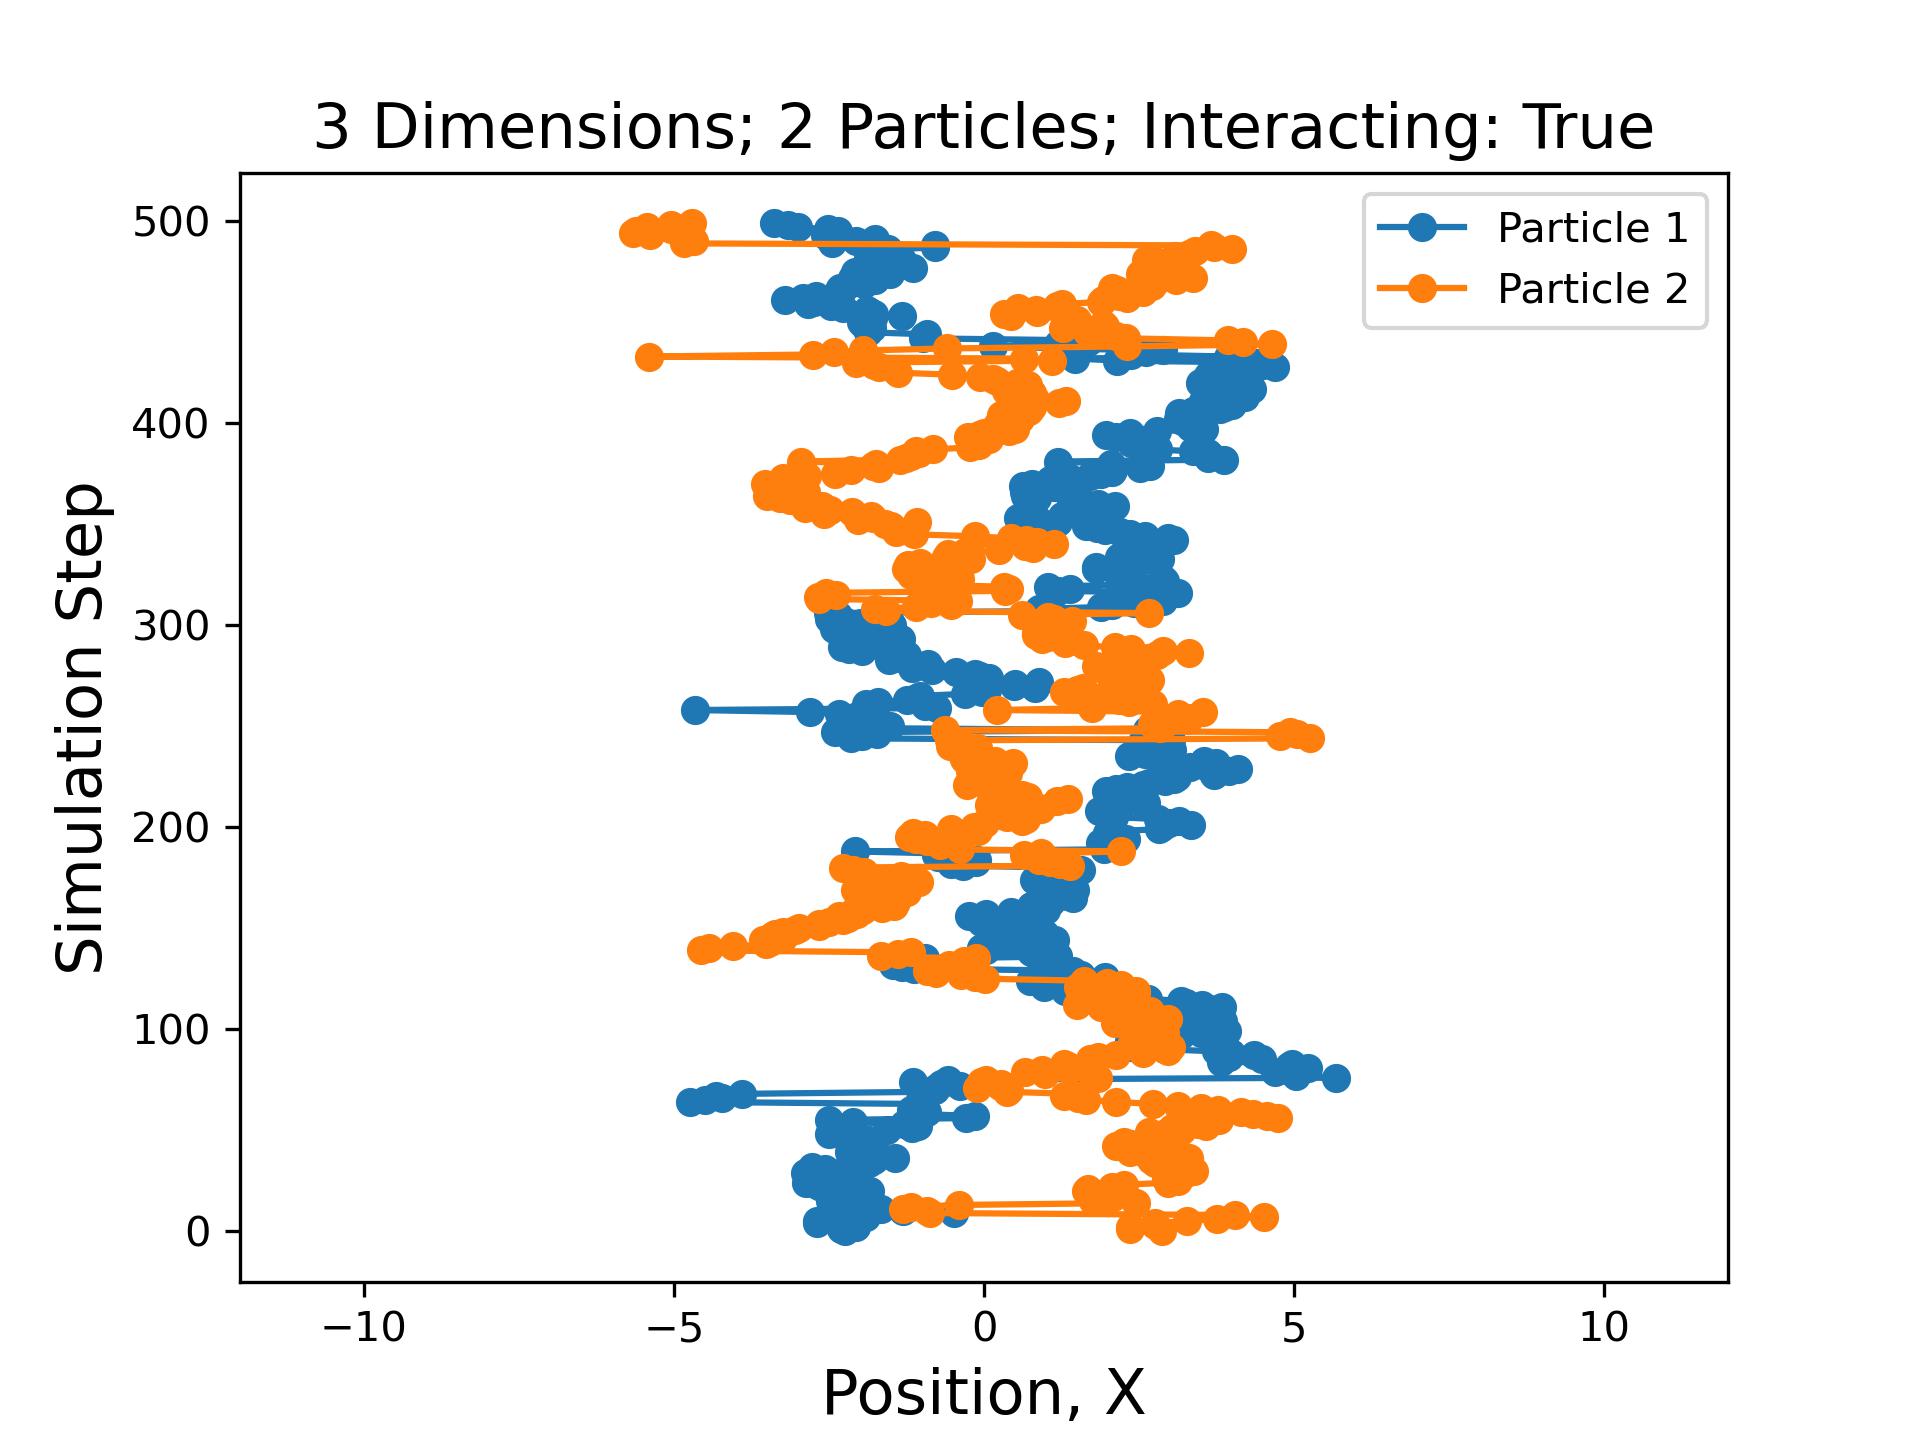 3 Dimensions; 2 Particles; Interacting: True
Particle 1
Particle 2
Simulation Step
500
400
300
200
100
0
−10
−5
0
5
10
Position, X